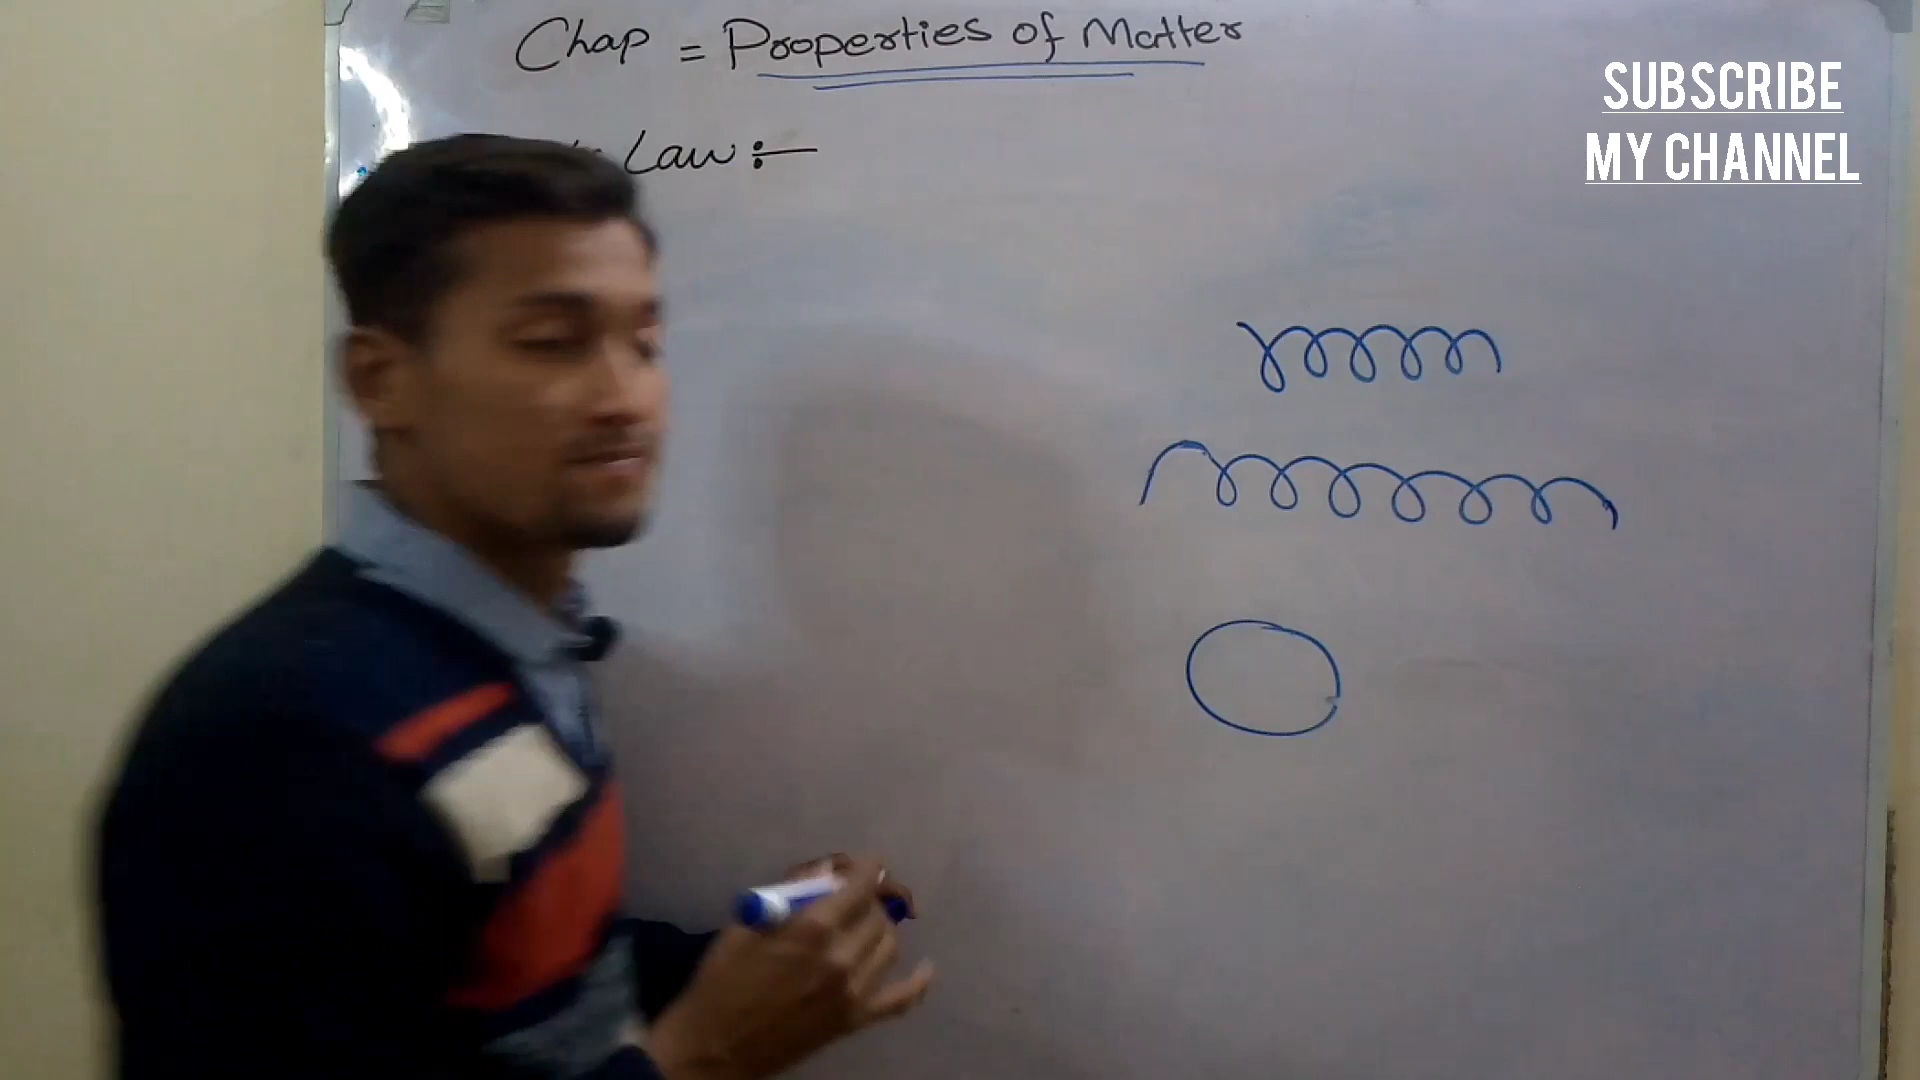 Chap = Properties of Matter
SUBSCRIBE
MY CHANNEL
Law :-